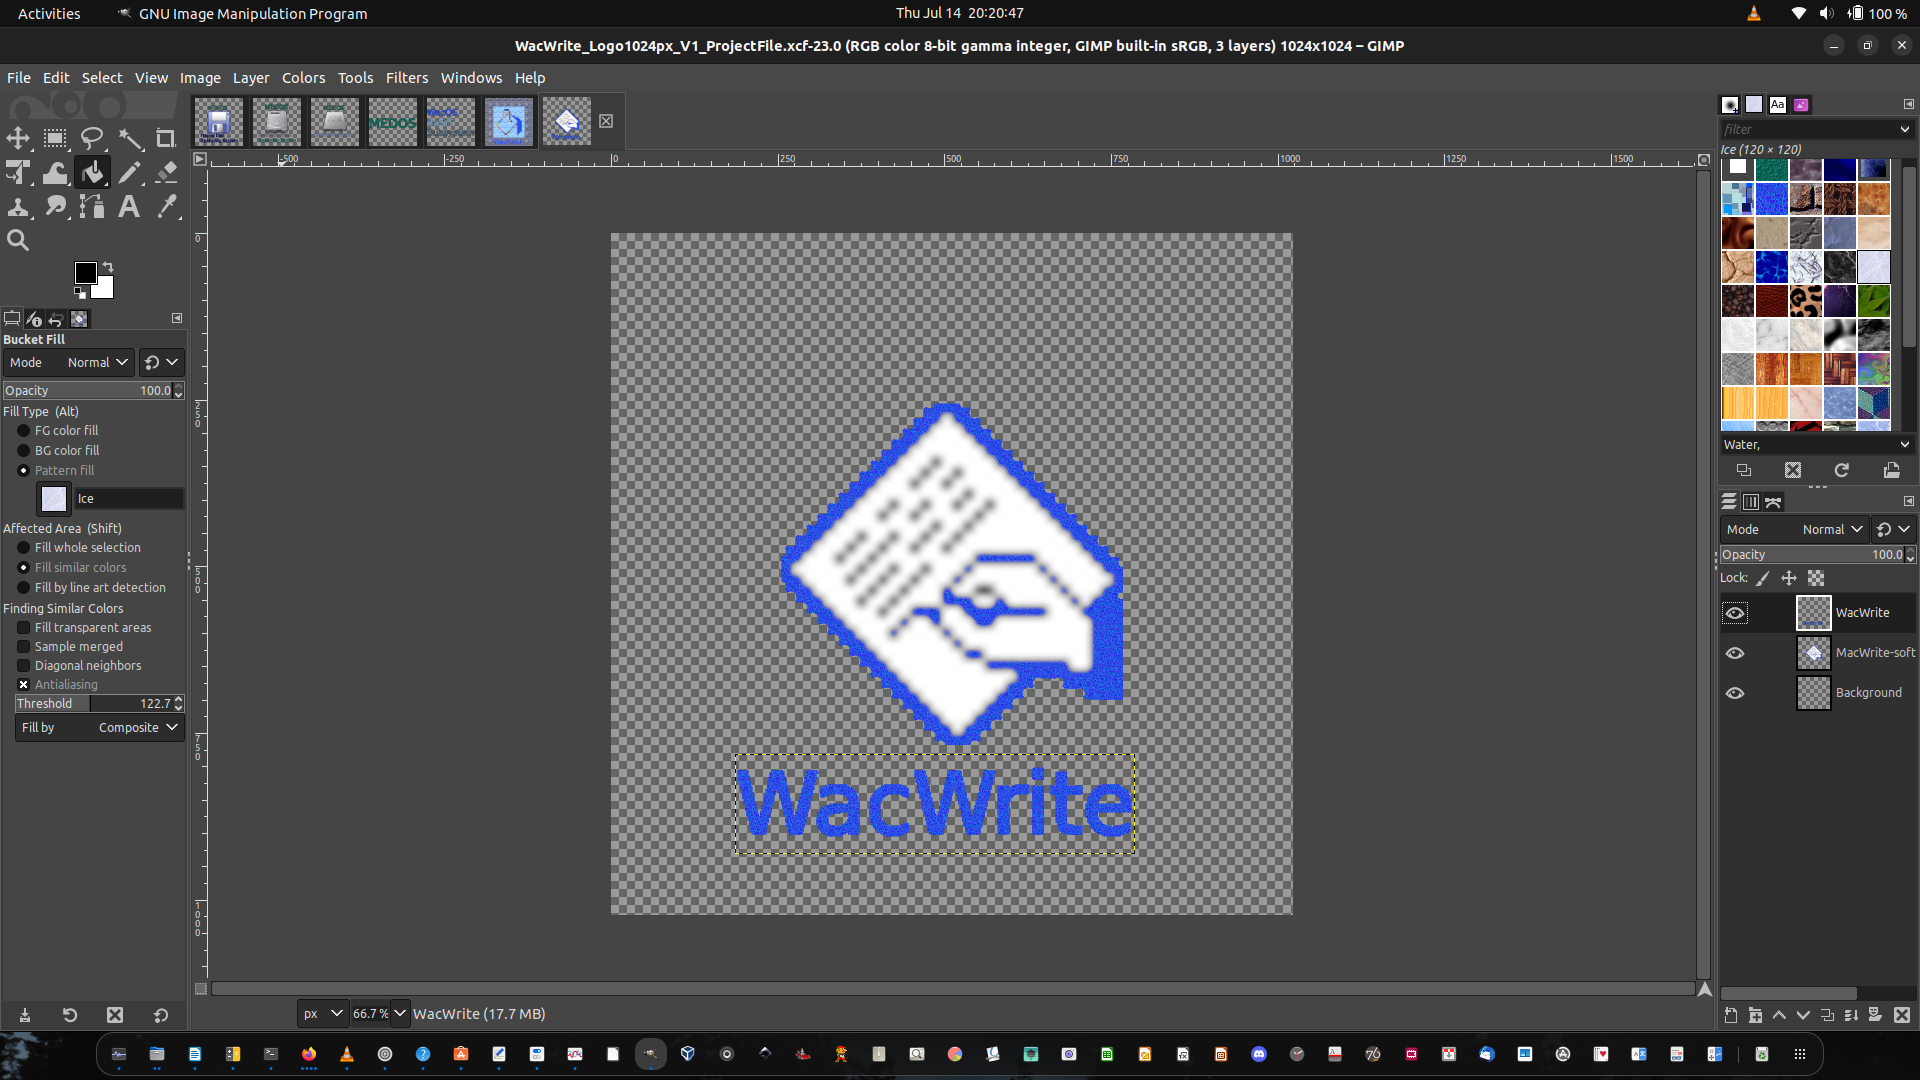 Activities
GNU Image Manipulation Program
Thu Jul 14 20:20:47
100 %
WacWrite_Logo1024px_V1_ProjectFile.xcf-23.0 (RGB color 8-bit gamma integer, GIMP built-in sRGB, 3 layers) 1024x1024 – GIMP
File Edit Select View Image Layer Colors Tools Filters Windows Help
MEDOS
Aa
filter
Ice (120 × 120)
-500 -250 0 250 500 750 1000 1250 1500
0
250
500
750
1000
Bucket Fill
Mode Normal
Opacity 100.0
Fill Type (Alt)
FG color fill
BG color fill
Pattern fill
Ice
Affected Area (Shift)
Fill whole selection
Fill similar colors
Fill by line art detection
Finding Similar Colors
Fill transparent areas
Sample merged
Diagonal neighbors
Antialiasing
Threshold 122.7
Fill by Composite
WacWrite
px 66.7 % WacWrite (17.7 MB)
Water,
Mode Normal
Opacity 100.0
Lock:
WacWrite
MacWrite-soft
Background